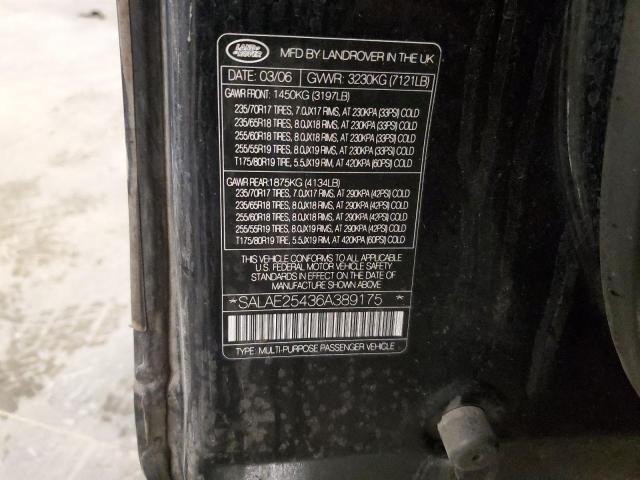 LAND ROVER
MFD BY LANDROVER IN THE UK
DATE: 03/06 GVWR: 3230KG (7121LB)
GAWR FRONT: 1450KG (3197LB)
235/70R17 TIRES, 7.0JX17 RIMS, AT 230KPA (33PSI) COLD
235/65R18 TIRES, 8.0JX18 RIMS, AT 230KPA (33PSI) COLD
255/60R18 TIRES, 8.0JX18 RIMS, AT 230KPA (33PSI) COLD
255/55R19 TIRES, 8.0JX19 RIMS, AT 230KPA (33PSI) COLD
T175/80R19 TIRE, 5.5JX19 RIM, AT 420KPA (60PSI) COLD
GAWR REAR: 1875KG (4134LB)
235/70R17 TIRES, 7.0JX17 RIMS, AT 290KPA (42PSI) COLD
235/65R18 TIRES, 8.0JX18 RIMS, AT 290KPA (42PSI) COLD
255/60R18 TIRES, 8.0JX18 RIMS, AT 290KPA (42PSI) COLD
255/55R19 TIRES, 8.0JX19 RIMS, AT 290KPA (42PSI) COLD
T175/80R19 TIRE, 5.5JX19 RIM, AT 420KPA (60PSI) COLD
THIS VEHICLE CONFORMS TO ALL APPLICABLE
U.S. FEDERAL MOTOR VEHICLE SAFETY
STANDARDS IN EFFECT ON THE DATE OF
MANUFACTURE SHOWN ABOVE.
*SALAE25436A389175 *
TYPE: MULTI-PURPOSE PASSENGER VEHICLE